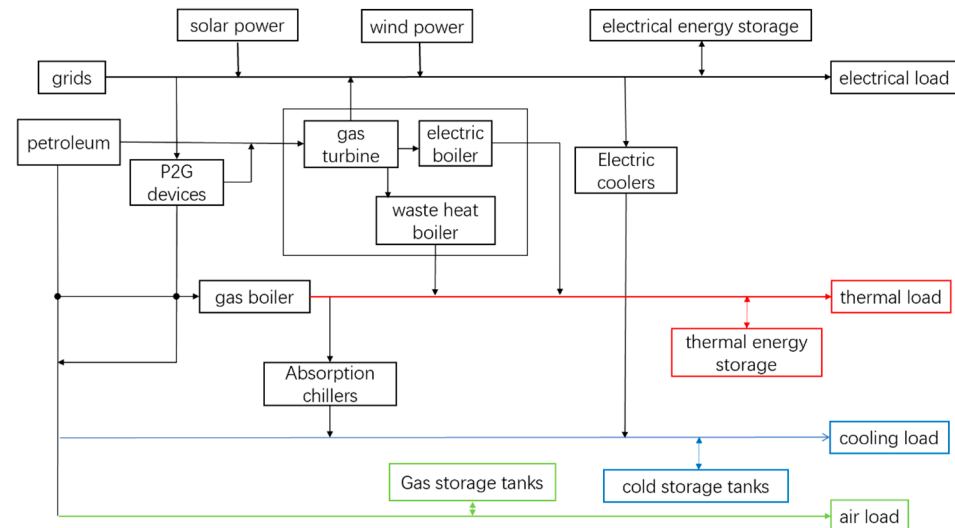 solar power
wind power
electrical energy storage
grids
electrical load
petroleum
gas
turbine
electric
boiler
P2G
devices
Electric
coolers
waste heat
boiler
gas boiler
thermal load
thermal energy
storage
Absorption
chillers
cooling load
Gas storage tanks
cold storage tanks
air load